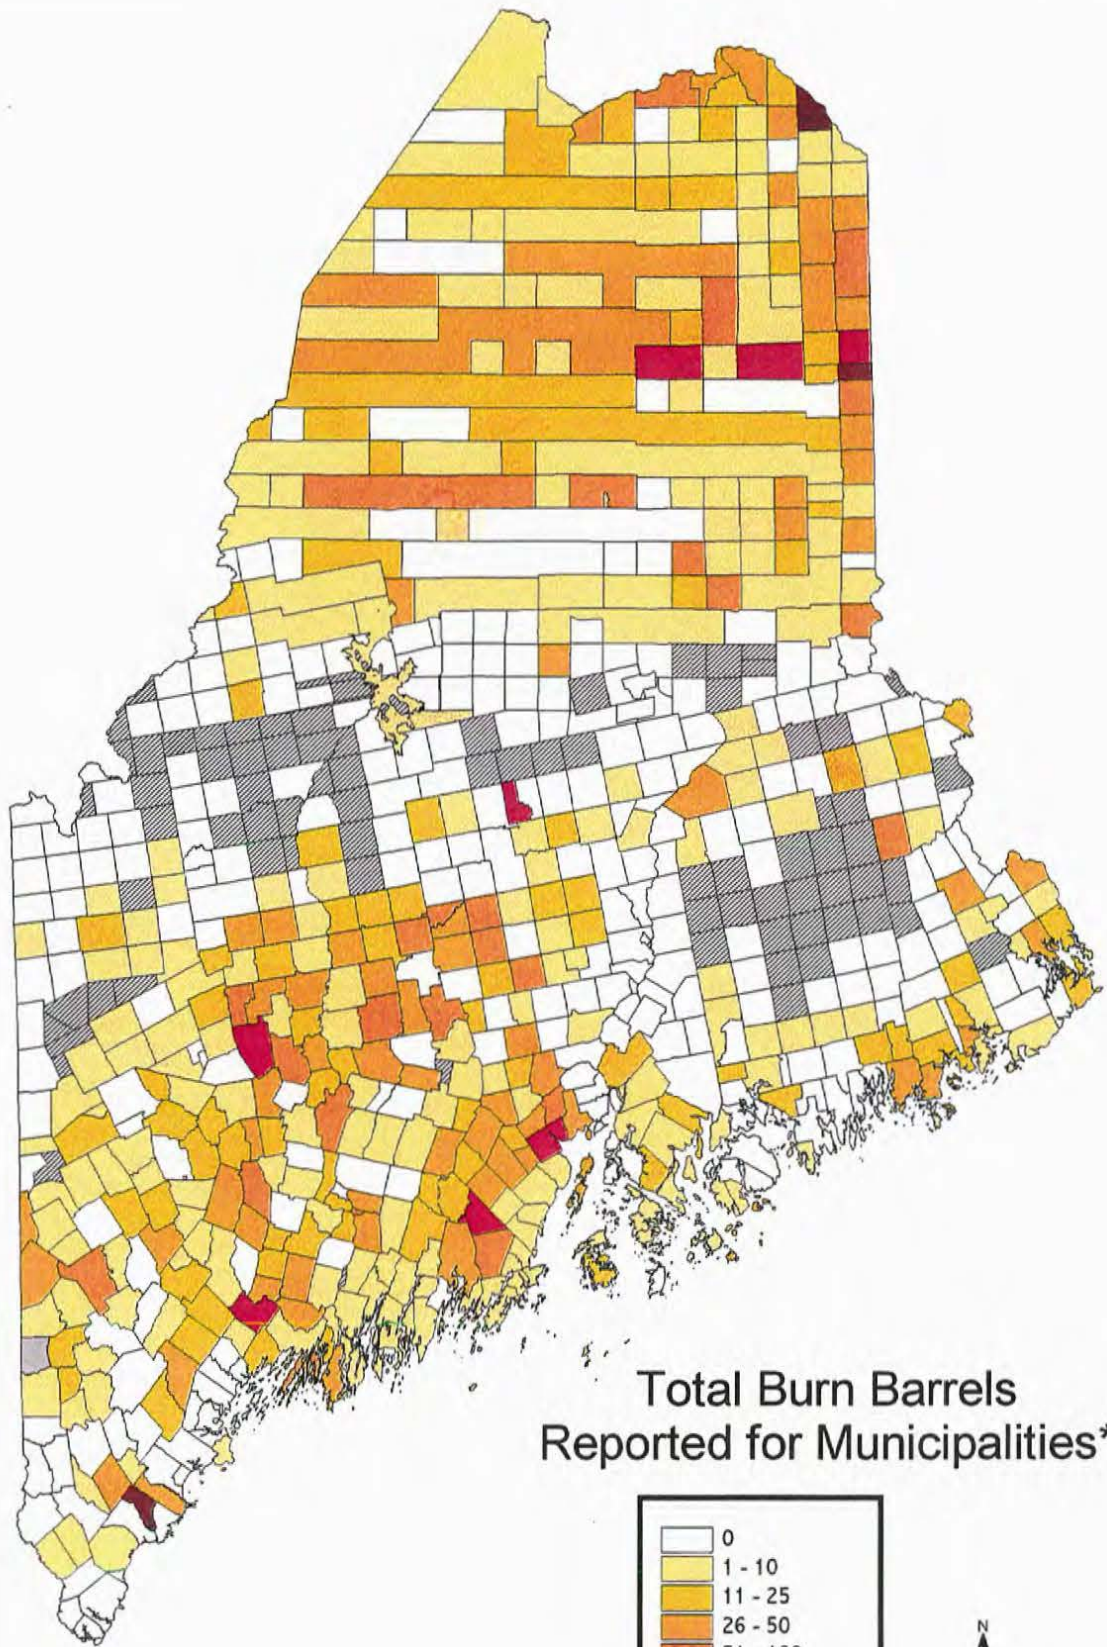 Total Burn Barrels
Reported for Municipalities*
0
1 - 10
11 - 25
26 - 50
N